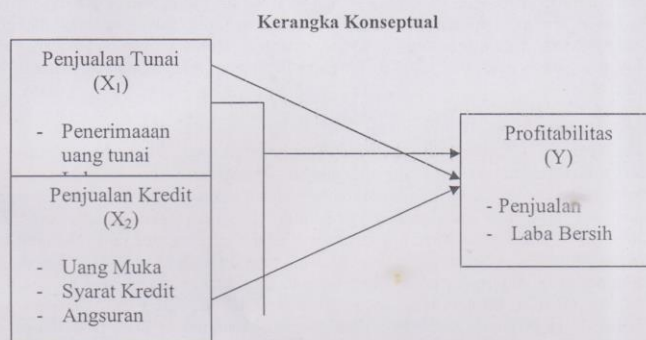 Kerangka Konseptual
Penjualan Tunai
(X₁)
- Penerimaaan
uang tunai
Penjualan Kredit
(X₂)
- Uang Muka
- Syarat Kredit
- Angsuran
Profitabilitas
(Y)
- Penjualan
- Laba Bersih